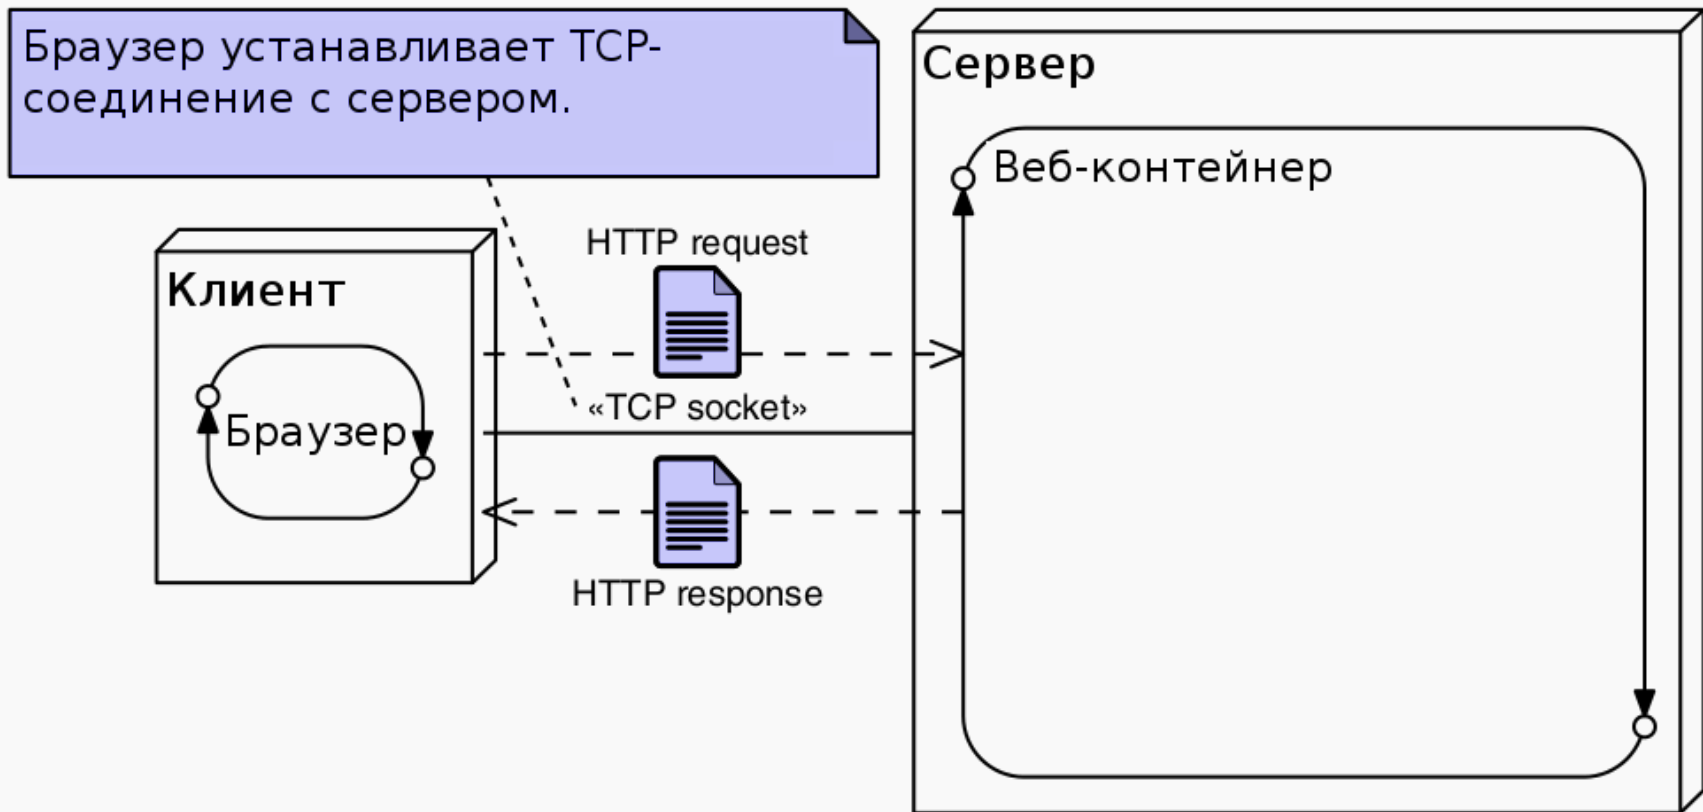 Браузер устанавливает TCP-
соединение с сервером.
Сервер
Веб-контейнер
HTTP request
Клиент
«TCP socket»
Браузер
HTTP response